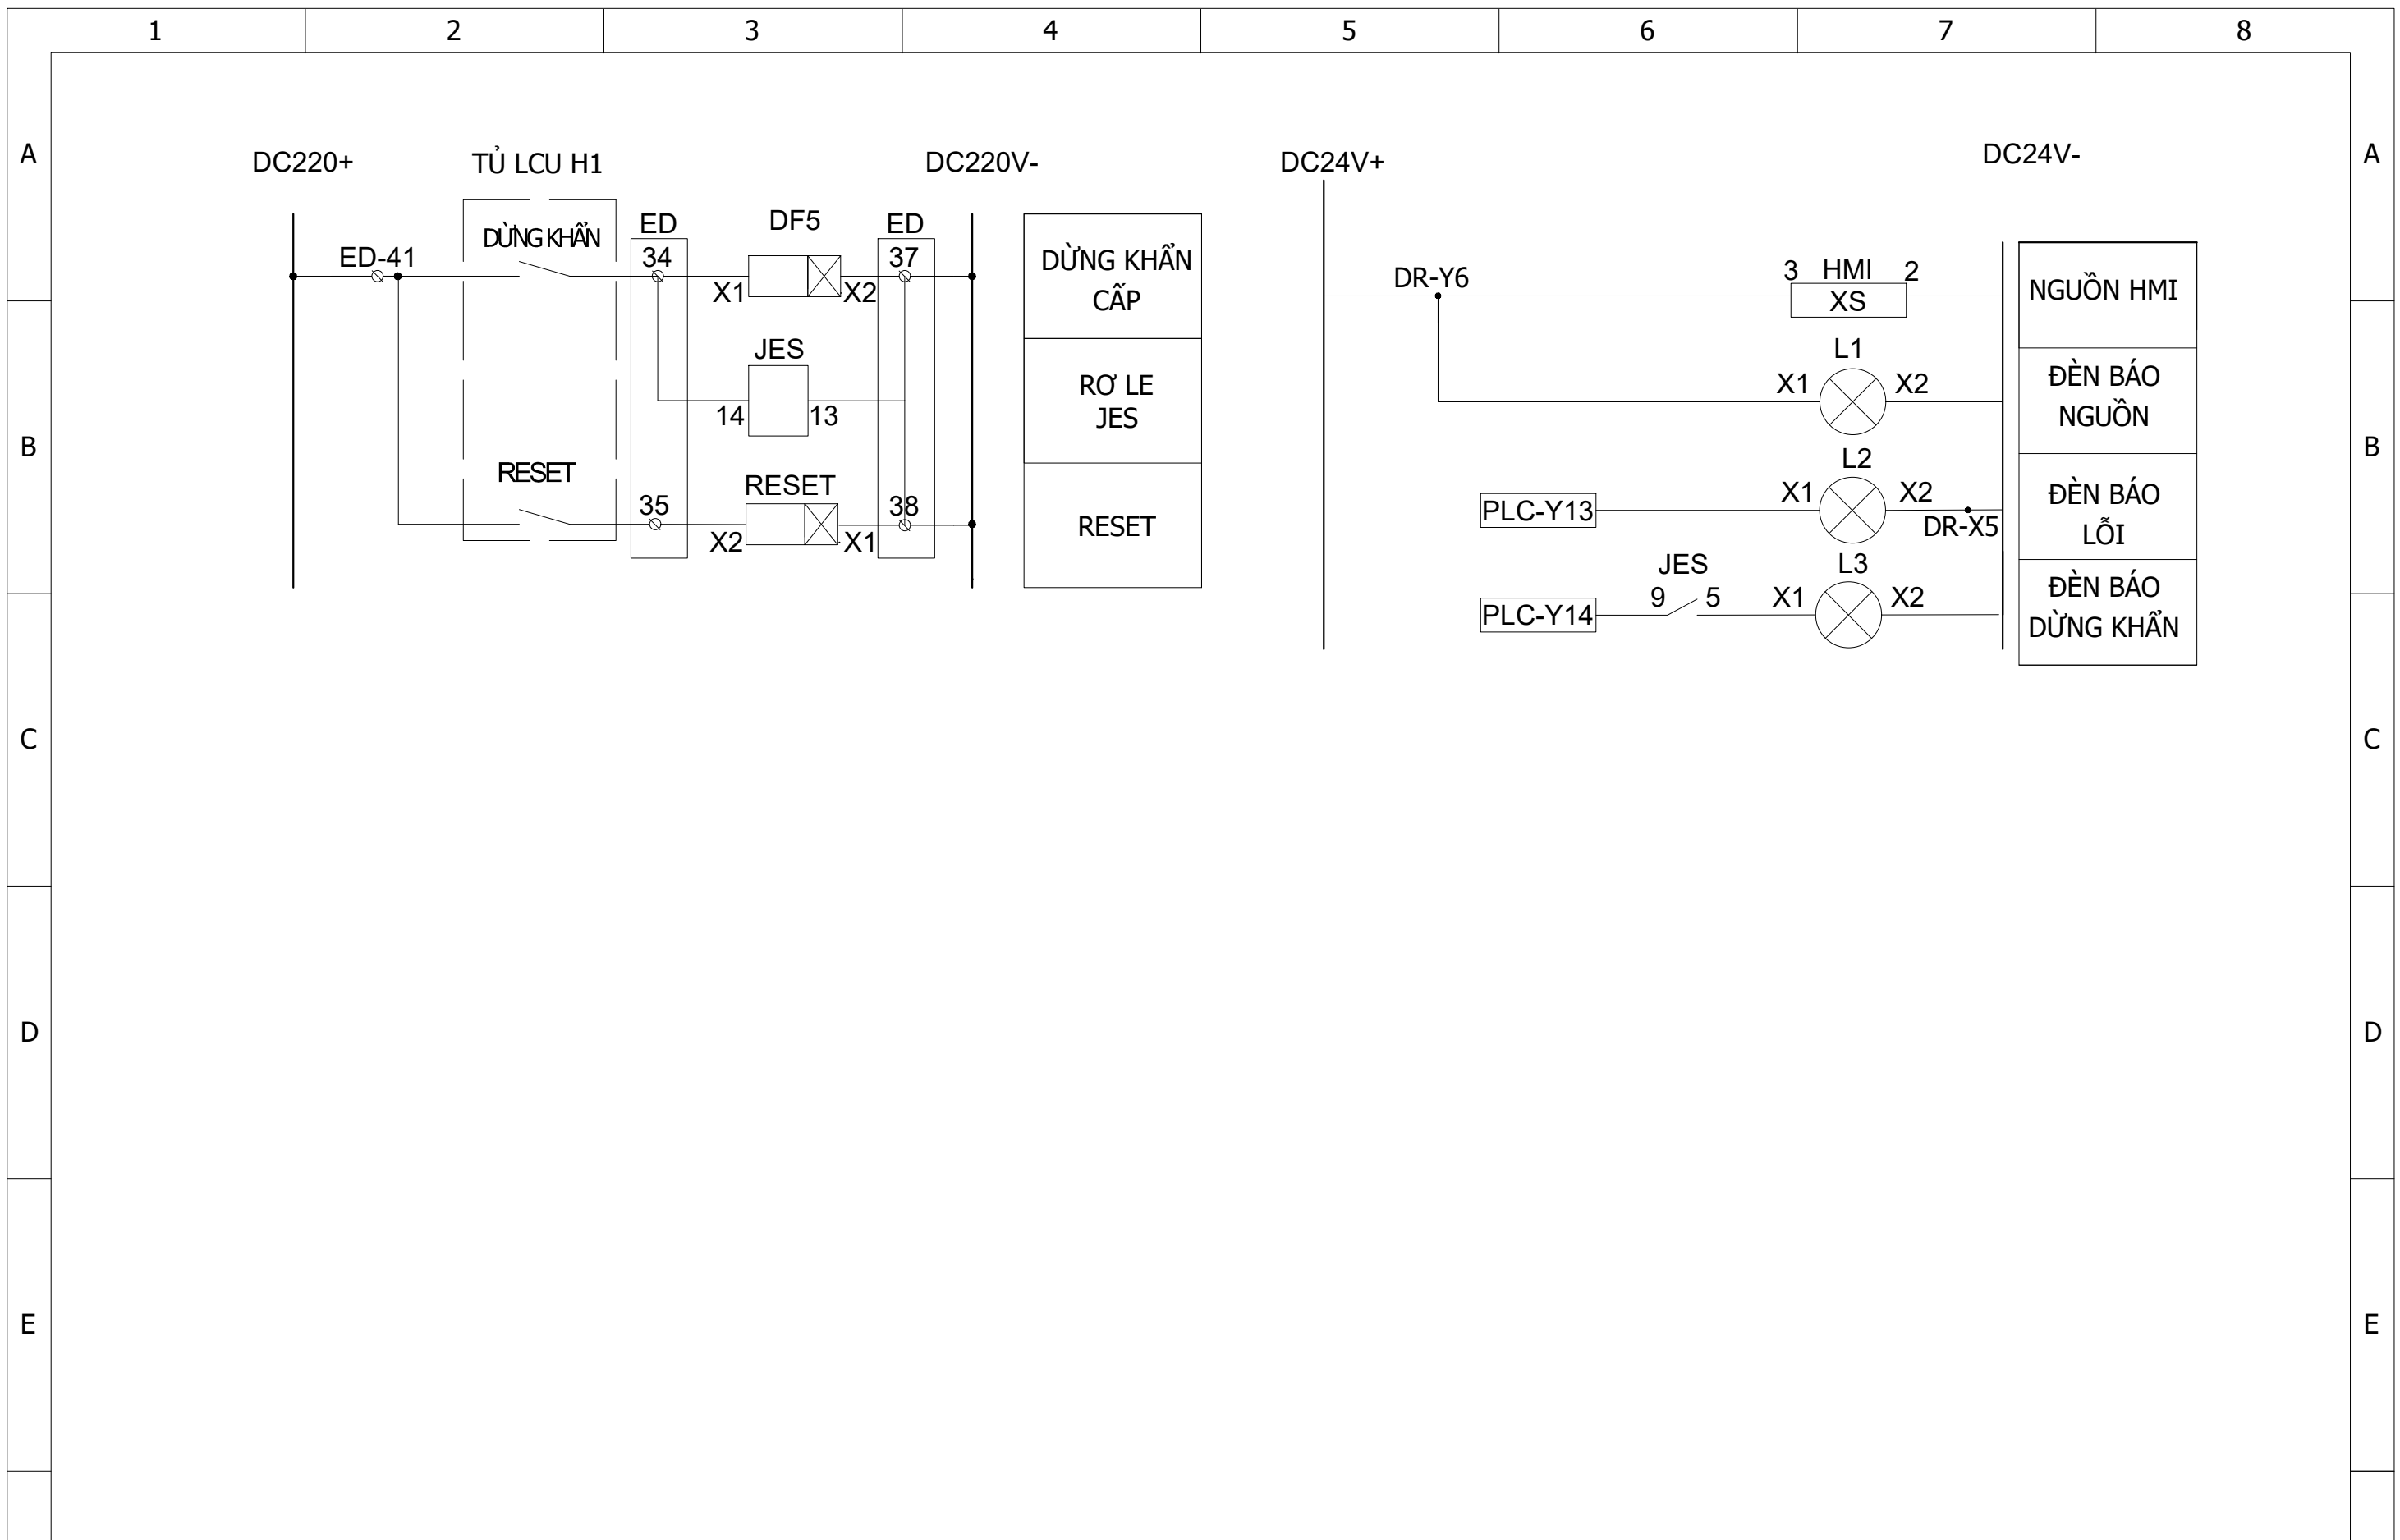 1 2 3 4 5 6 7 8
A A
DC220+ TỦ LCU H1 DC220V- DC24V+ DC24V-
DỪNG KHẨN
ED DF5 ED
ED-41 34 37
X1 X2
DỪNG KHẨN
CẤP
JES
14 13
RƠ LE
JES
RESET
RESET
35 38
X2 X1
RESET
DR-Y6
3 HMI 2
XS
NGUỒN HMI
L1
X1 X2
ĐÈN BÁO
NGUỒN
B B
L2
PLC-Y13 X1 X2
DR-X5
ĐÈN BÁO
LỖI
JES L3
9 5 X1 X2
PLC-Y14
ĐÈN BÁO
DỪNG KHẨN
C C
D D
E E